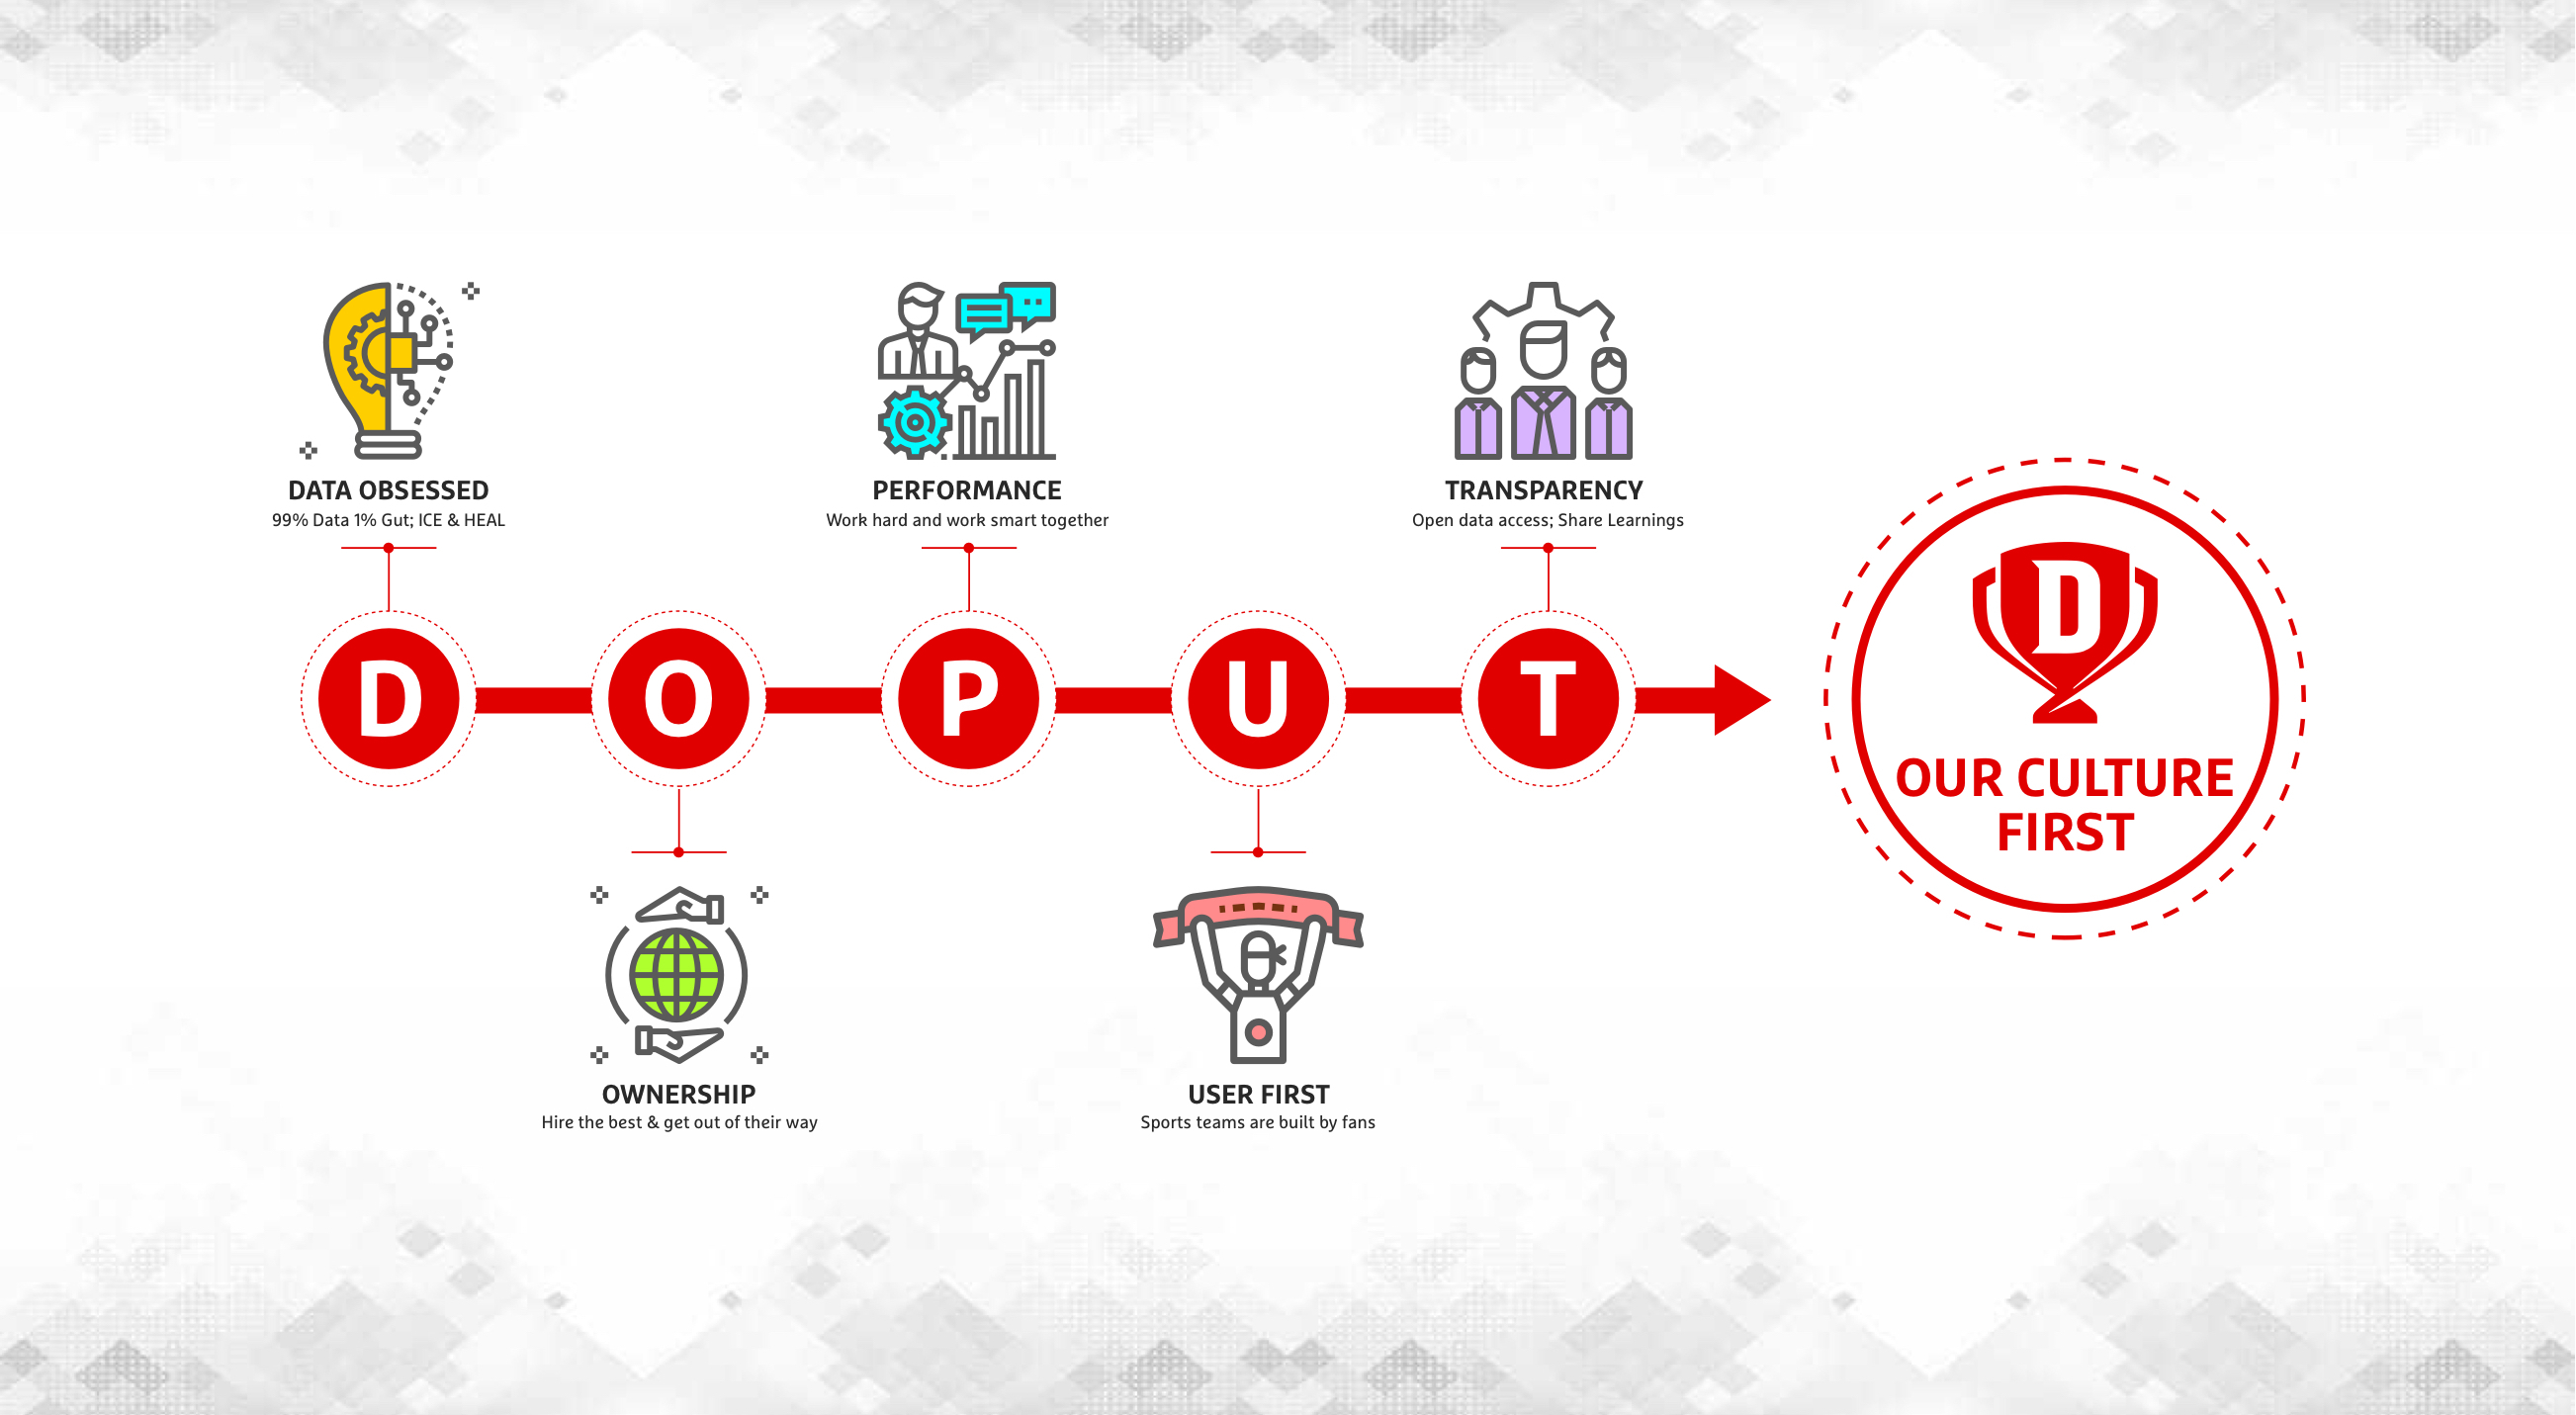 DATA OBSESSED
99% Data 1% Gut; ICE & HEAL
PERFORMANCE
Work hard and work smart together
TRANSPARENCY
Open data access; Share Learnings
D
O
P
U
T
D
OUR CULTURE
FIRST
OWNERSHIP
Hire the best & get out of their way
USER FIRST
Sports teams are built by fans